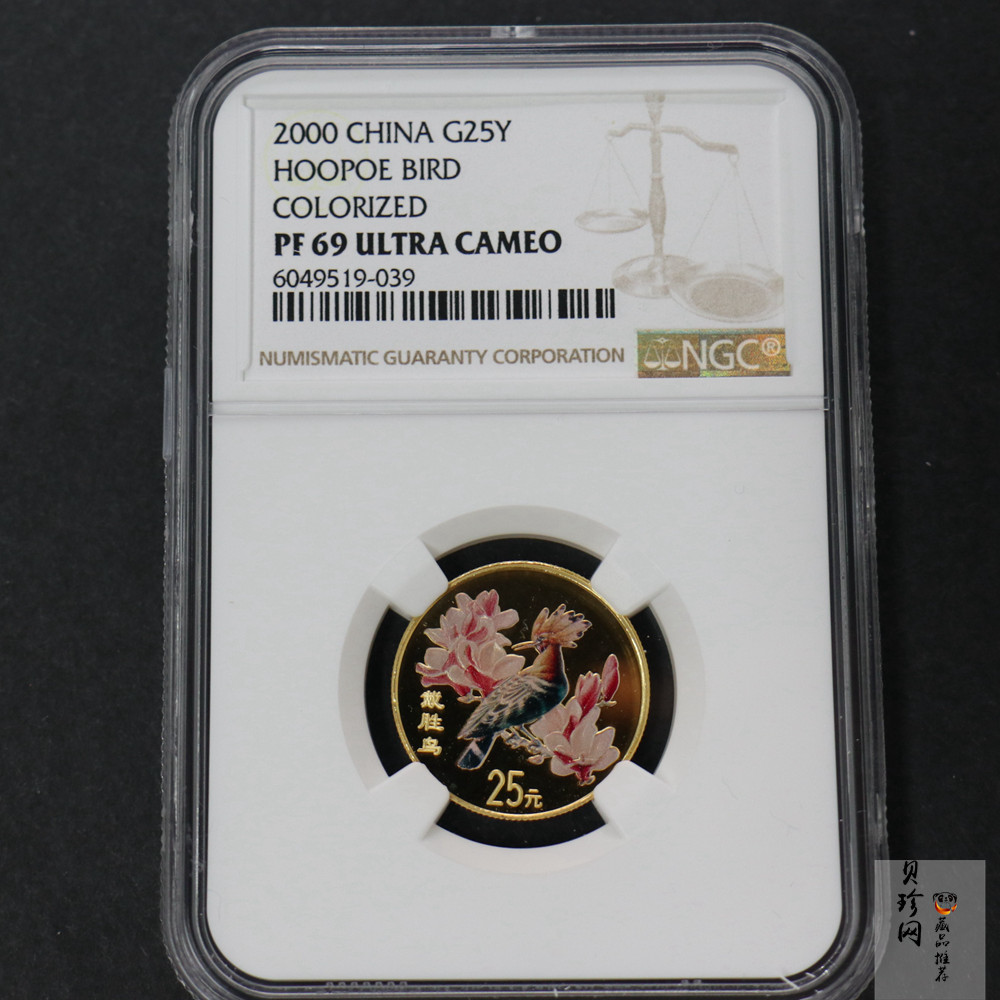 2000 CHINA G25Y
HOOPOE BIRD
COLORIZED
PF 69 ULTRA CAMEO
6049519-039
NUMISMATIC GUARANTY CORPORATION
NGC®
戴胜鸟
25元
贝珍网
藏品推荐